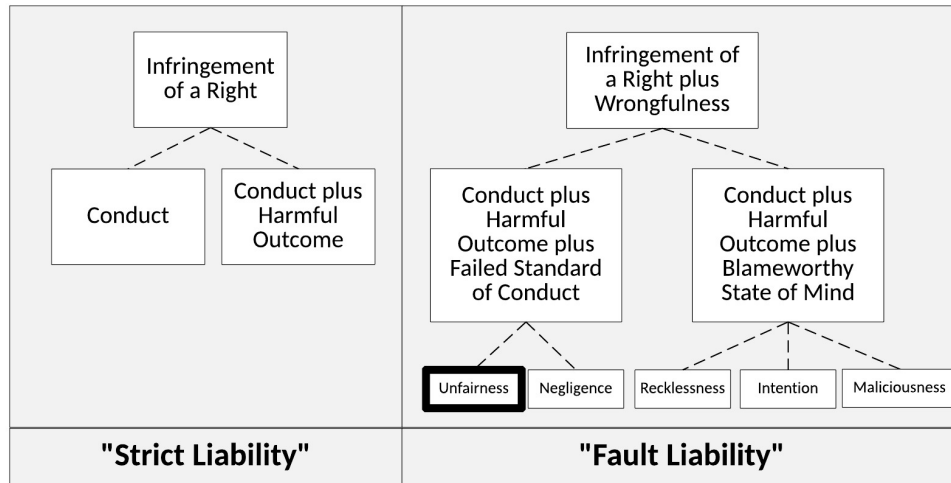 Infringement
of a Right
Infringement of
a Right plus
Wrongfulness
Conduct
Conduct plus
Harmful
Outcome
Conduct plus
Harmful
Outcome plus
Failed Standard
of Conduct
Conduct plus
Harmful
Outcome plus
Blameworthy
State of Mind
Unfairness
Negligence
Recklessness
Intention
Maliciousness
"Strict Liability"
"Fault Liability"